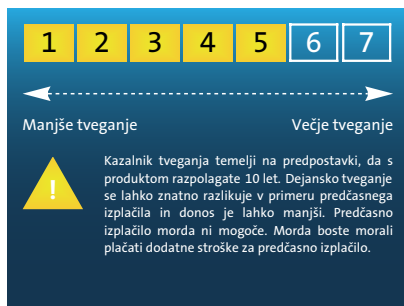 1 2 3 4 5 6 7
Manjše tveganje Večje tveganje
! Kazalnik tveganja temelji na predpostavki, da s
produktom razpolagate 10 let. Dejansko tveganje
se lahko znatno razlikuje v primeru predčasnega
izplačila in donos je lahko manjši. Predčasno
izplačilo morda ni mogoče. Morda boste morali
plačati dodatne stroške za predčasno izplačilo.